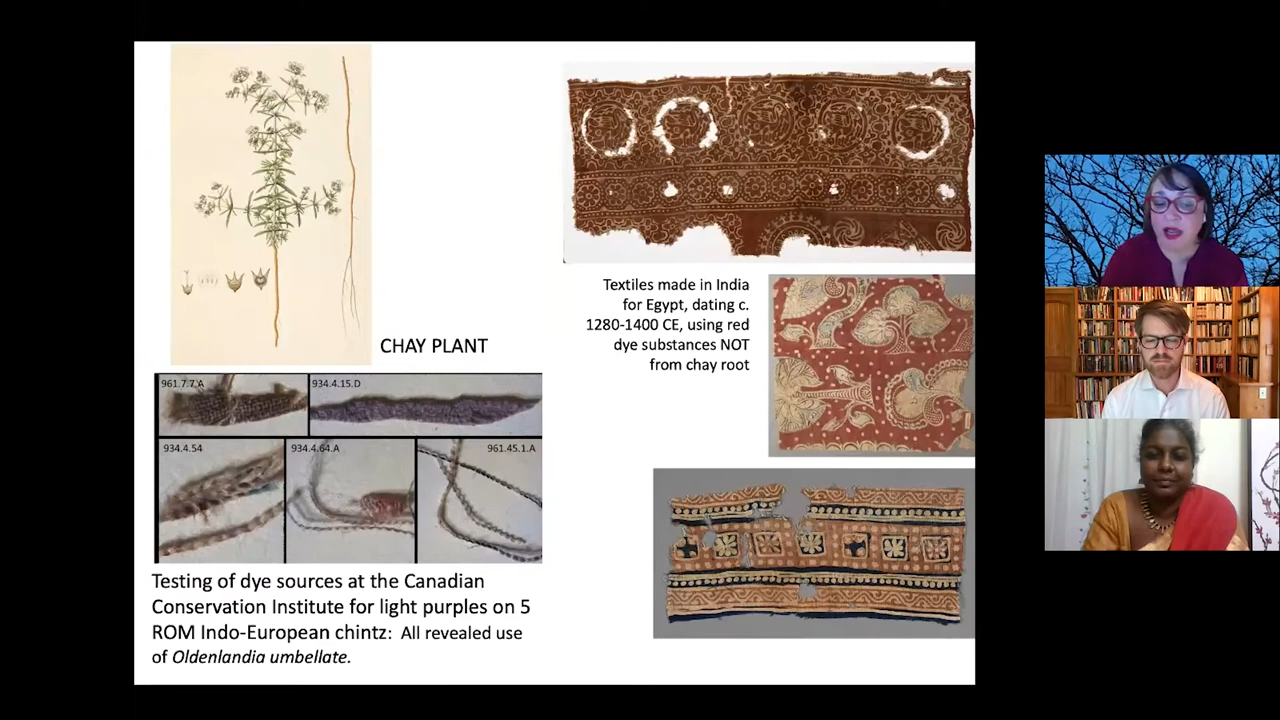 CHAY PLANT
961.7.7.A
934.4.15.D
934.4.54
934.4.64.A
961.45.1.A
Testing of dye sources at the Canadian
Conservation Institute for light purples on 5
ROM Indo-European chintz: All revealed use
of Oldenlandia umbellate.
Textiles made in India
for Egypt, dating c.
1280-1400 CE, using red
dye substances NOT
from chay root